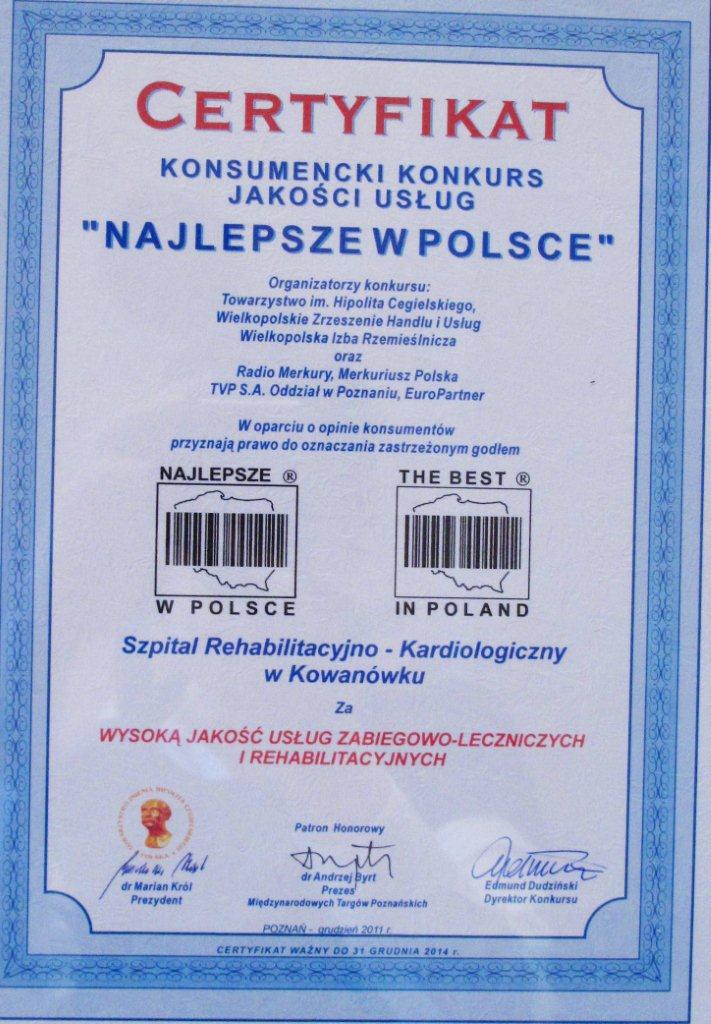 CERTYFIKAT
KONSUMENCKI KONKURS
JAKOŚCI USŁUG
"NAJLEPSZE W POLSCE"
Organizatorzy konkursu:
Towarzystwo im. Hipolita Cegielskiego,
Wielkopolskie Zrzeszenie Handlu i Usług
Wielkopolska Izba Rzemieślnicza
oraz
Radio Merkury, Merkuriusz Polska
TVP S.A. Oddział w Poznaniu, EuroPartner
W oparciu o opinie konsumentów
przyznają prawo do oznaczania zastrzeżonym godłem
NAJLEPSZE ®
W POLSCE
THE BEST ®
IN POLAND
Szpital Rehabilitacyjno - Kardiologiczny
w Kowanówku
Za
WYSOKĄ JAKOŚĆ USŁUG ZABIEGOWO-LECZNICZYCH
I REHABILITACYJNYCH
dr Marian Król
Prezydent
Patron Honorowy
dr Andrzej Byrt
Prezes
Międzynarodowych Targów Poznańskich
Edmund Dudziński
Dyrektor Konkursu
POZNAŃ - grudzień 2011 r.
CERTYFIKAT WAŻNY DO 31 GRUDNIA 2014 r.